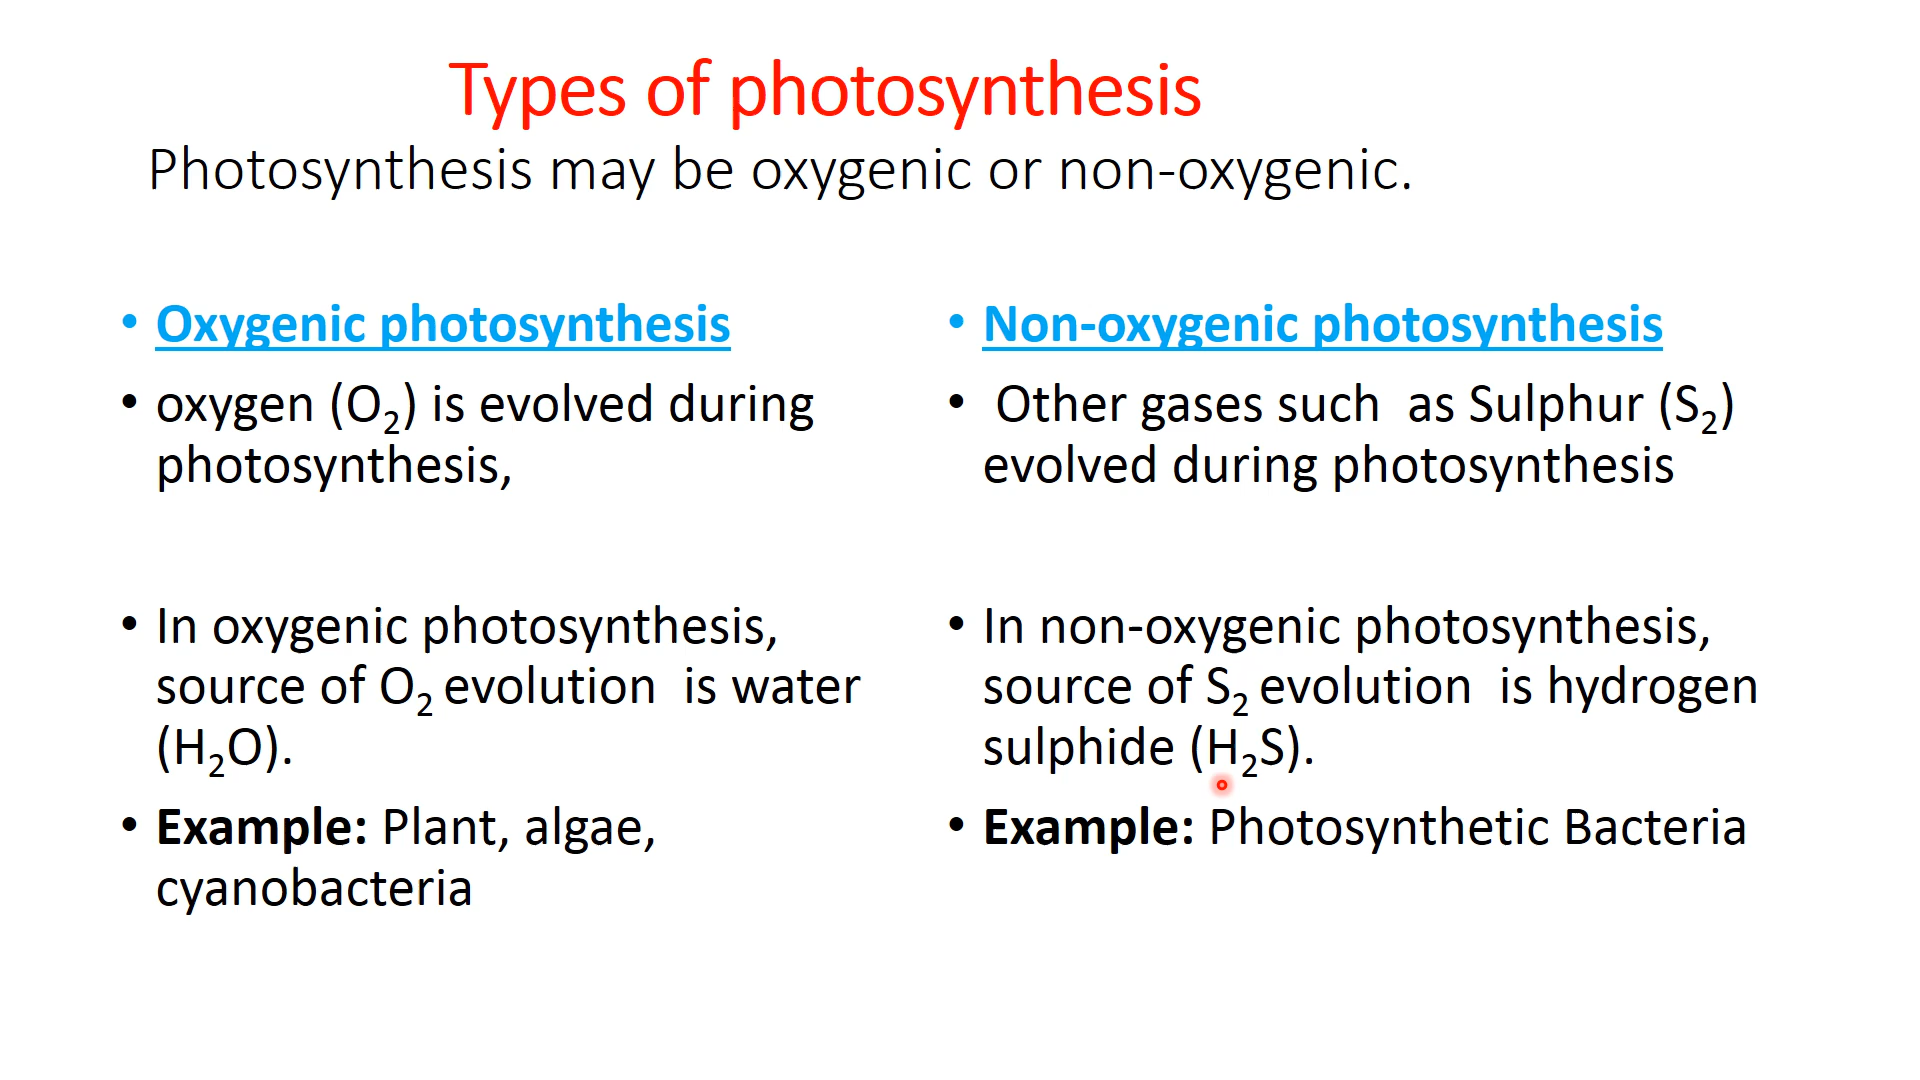 Types of photosynthesis
Photosynthesis may be oxygenic or non-oxygenic.
• Oxygenic photosynthesis
• oxygen (O₂) is evolved during
photosynthesis,
• In oxygenic photosynthesis,
source of O₂ evolution is water
(H₂O).
• Example: Plant, algae,
cyanobacteria
• Non-oxygenic photosynthesis
• Other gases such as Sulphur (S₂)
evolved during photosynthesis
• In non-oxygenic photosynthesis,
source of S₂ evolution is hydrogen
sulphide (H₂S).
• Example: Photosynthetic Bacteria